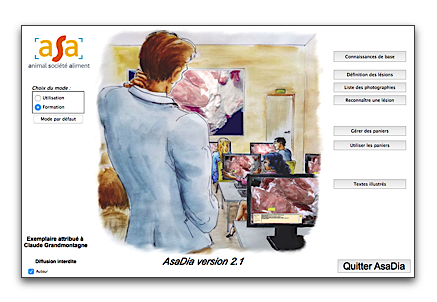 asa
animal société aliment
Choix du mode :
Utilisation
Formation
Mode par défaut
Connaissances de base
Définition des lésions
Liste des photographies
Reconnaître une lésion
Gérer des paniers
Utiliser les paniers
Textes illustrés
Exemplaire attribué à
Claude Grandmontagne
Diffusion interdite
Auteur
AsaDia version 2.1
Quitter AsaDia